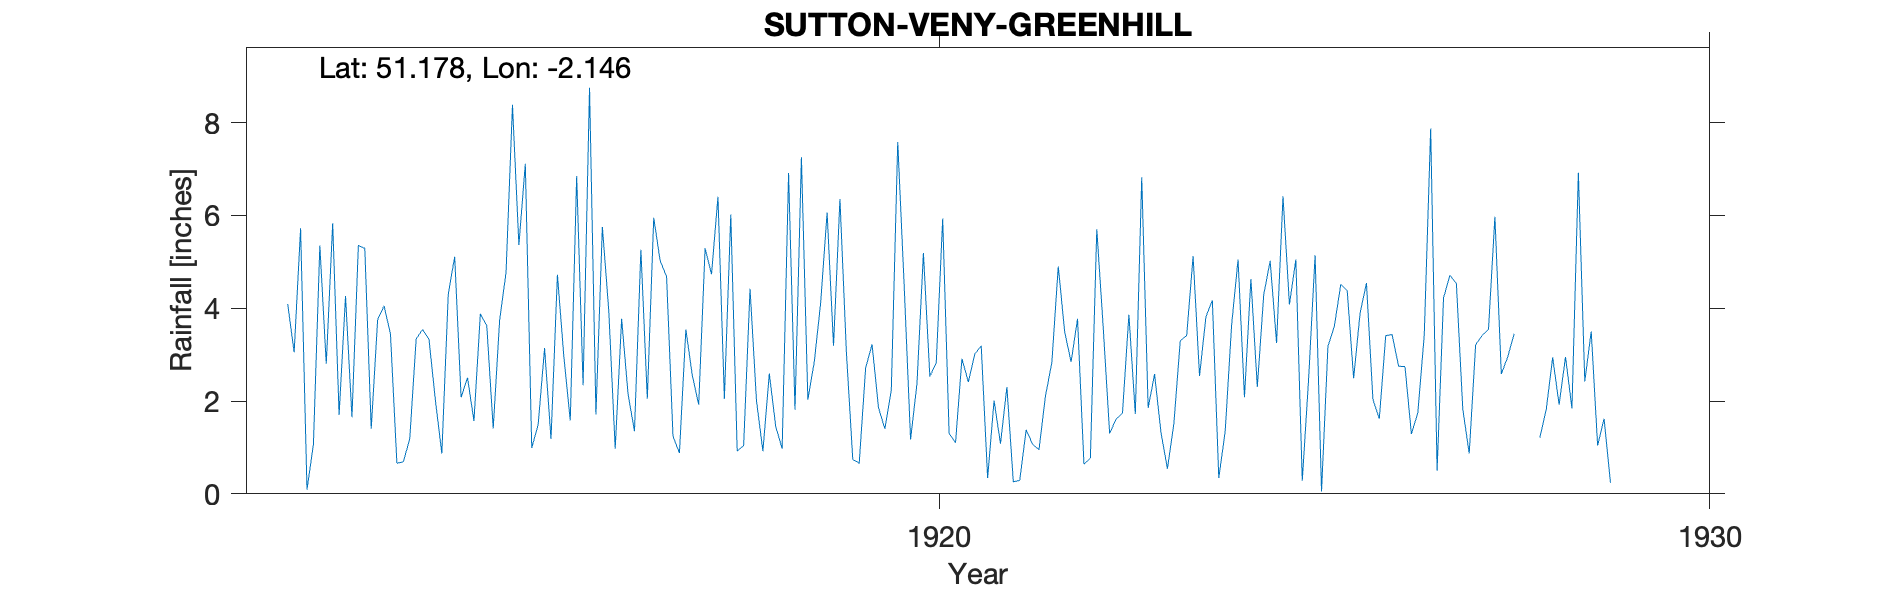 SUTTON-VENY-GREENHILL
Lat: 51.178, Lon: -2.146
Rainfall [inches]
8
6
4
2
0
1920
1930
Year